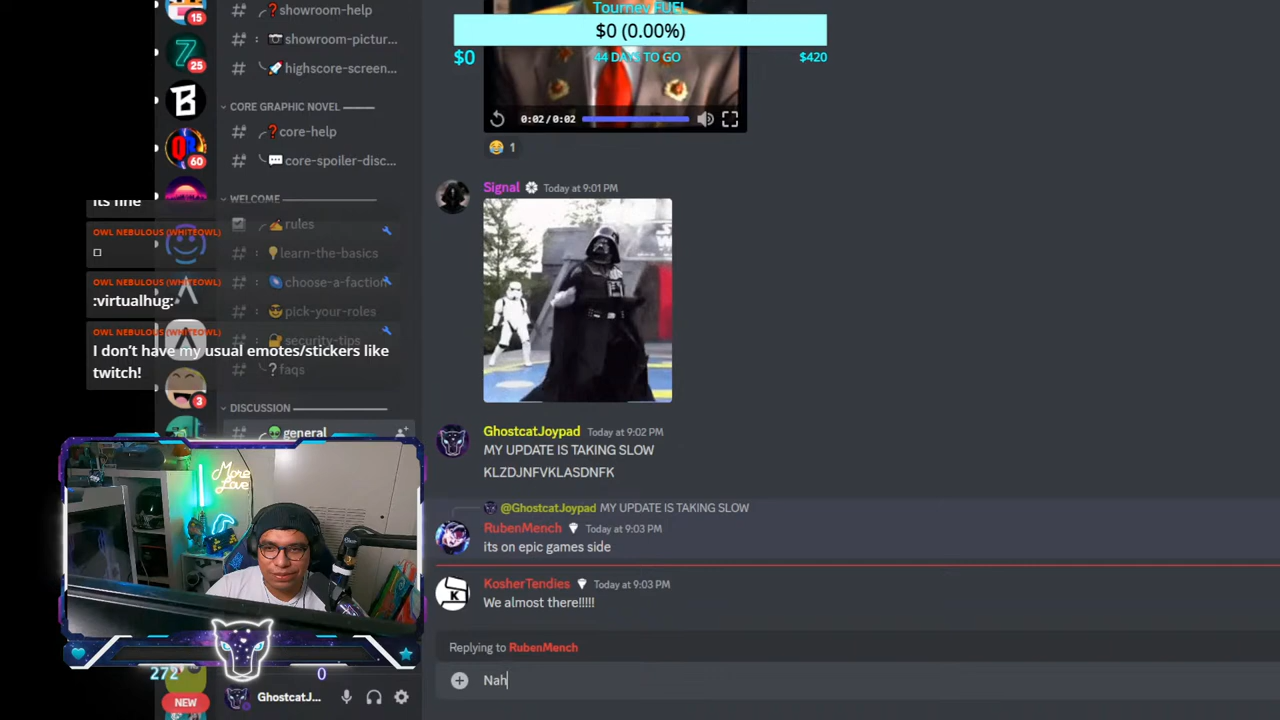 Tourney FUEL
$0 (0.00%)
$0
44 DAYS TO GO
$420
15
showroom-help
showroom-pictur...
25
highscore-screen...
CORE GRAPHIC NOVEL
core-help
60
core-spoiler-disc...
WELCOME
rules
learn-the-basics
choose-a-faction
pick-your-roles
security-tips
faqs
3
DISCUSSION
general
its fine
OWL NEBULOUS (WHITEOWL)
OWL NEBULOUS (WHITEOWL)
:virtualhug:
OWL NEBULOUS (WHITEOWL)
I don't have my usual emotes/stickers like
twitch!
More
Love
272
0
NEW
GhostcatJ...
0:02 / 0:02
😂 1
Signal Today at 9:01 PM
GhostcatJoypad Today at 9:02 PM
MY UPDATE IS TAKING SLOW
KLZDJNFVKLASDNFK
@GhostcatJoypad MY UPDATE IS TAKING SLOW
RubenMench Today at 9:03 PM
its on epic games side
K
KosherTendies Today at 9:03 PM
We almost there!!!!!
Replying to RubenMench
Nah